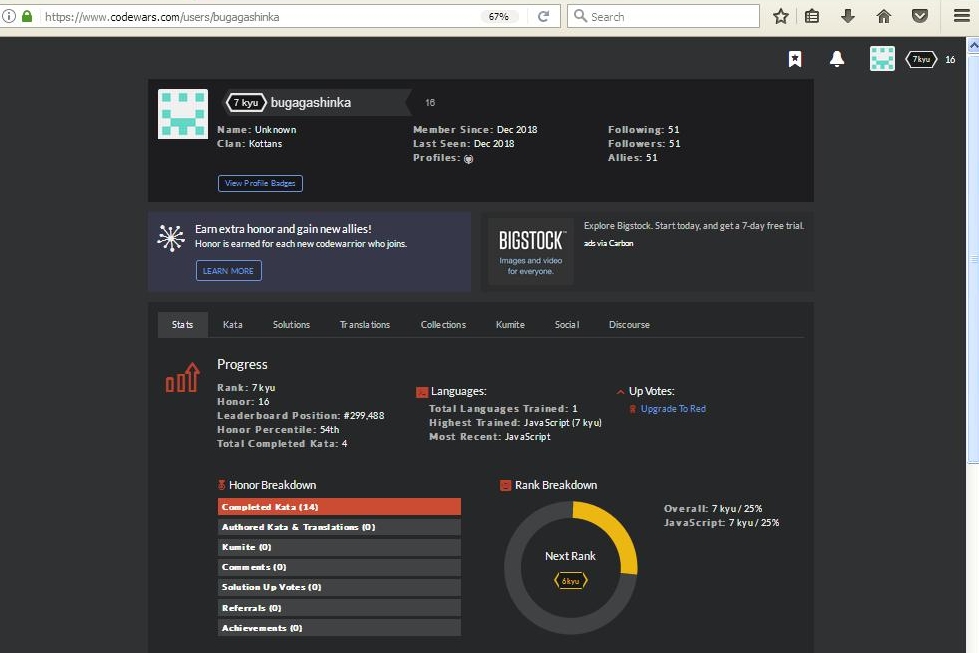 https://www.codewars.com/users/bugagashinka
67%
Search
7kyu 16
7 kyu bugagashinka 16
Name: Unknown
Clan: Kottans
Member Since: Dec 2018
Last Seen: Dec 2018
Profiles:
Following: 51
Followers: 51
Allies: 51
View Profile Badges
Earn extra honor and gain new allies!
Honor is earned for each new codewarrior who joins.
LEARN MORE
BIGSTOCK™
Images and video
for everyone.
Explore Bigstock. Start today, and get a 7-day free trial.
ads via Carbon
Stats Kata Solutions Translations Collections Kumite Social Discourse
Progress
Rank: 7 kyu
Honor: 16
Leaderboard Position: #299,488
Honor Percentile: 54th
Total Completed Kata: 4
Languages:
Total Languages Trained: 1
Highest Trained: JavaScript (7 kyu)
Most Recent: JavaScript
Up Votes:
Upgrade To Red
Honor Breakdown
Completed Kata (14)
Authored Kata & Translations (0)
Kumite (0)
Comments (0)
Solution Up Votes (0)
Referrals (0)
Achievements (0)
Rank Breakdown
Next Rank
6kyu
Overall: 7 kyu / 25%
JavaScript: 7 kyu / 25%